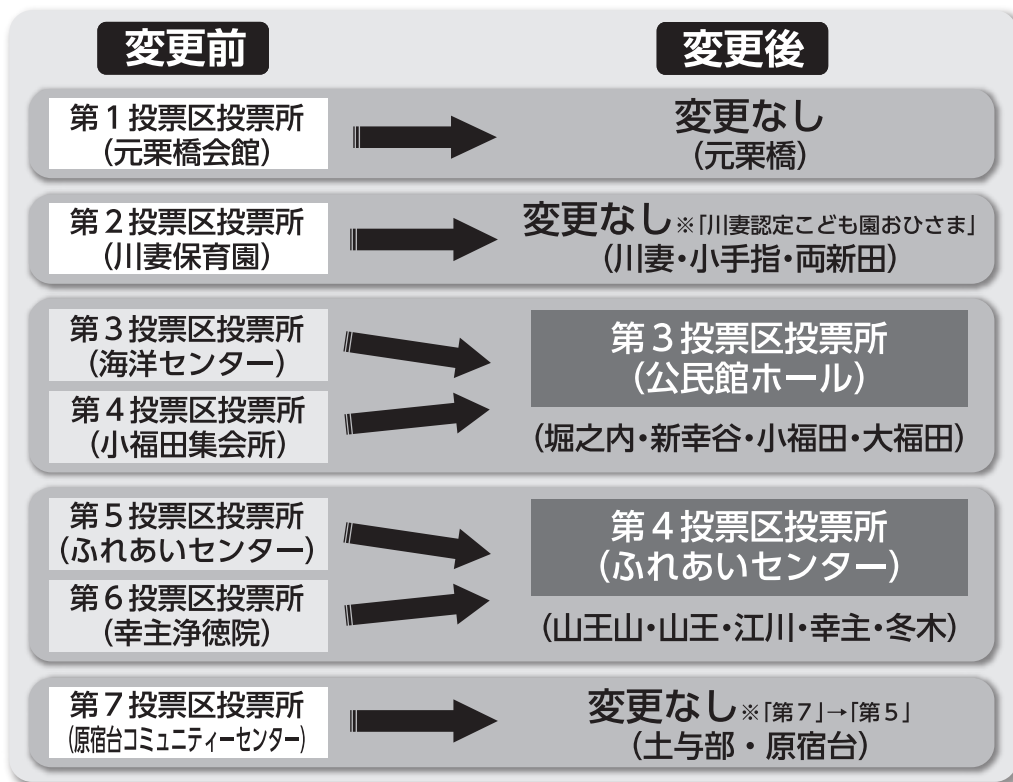 変更前
変更後
第1投票区投票所
(元栗橋会館)
変更なし
(元栗橋)
第2投票区投票所
(川妻保育園)
変更なし※「川妻認定こども園おひさま」
(川妻・小手指・両新田)
第3投票区投票所
(海洋センター)
第4投票区投票所
(小福田集会所)
第3投票区投票所
(公民館ホール)
(堀之内・新幸谷・小福田・大福田)
第5投票区投票所
(ふれあいセンター)
第6投票区投票所
(幸主浄徳院)
第4投票区投票所
(ふれあいセンター)
(山王山・山王・江川・幸主・冬木)
第7投票区投票所
(原宿台コミュニティーセンター)
変更なし※「第7」→「第5」
(土与部・原宿台)